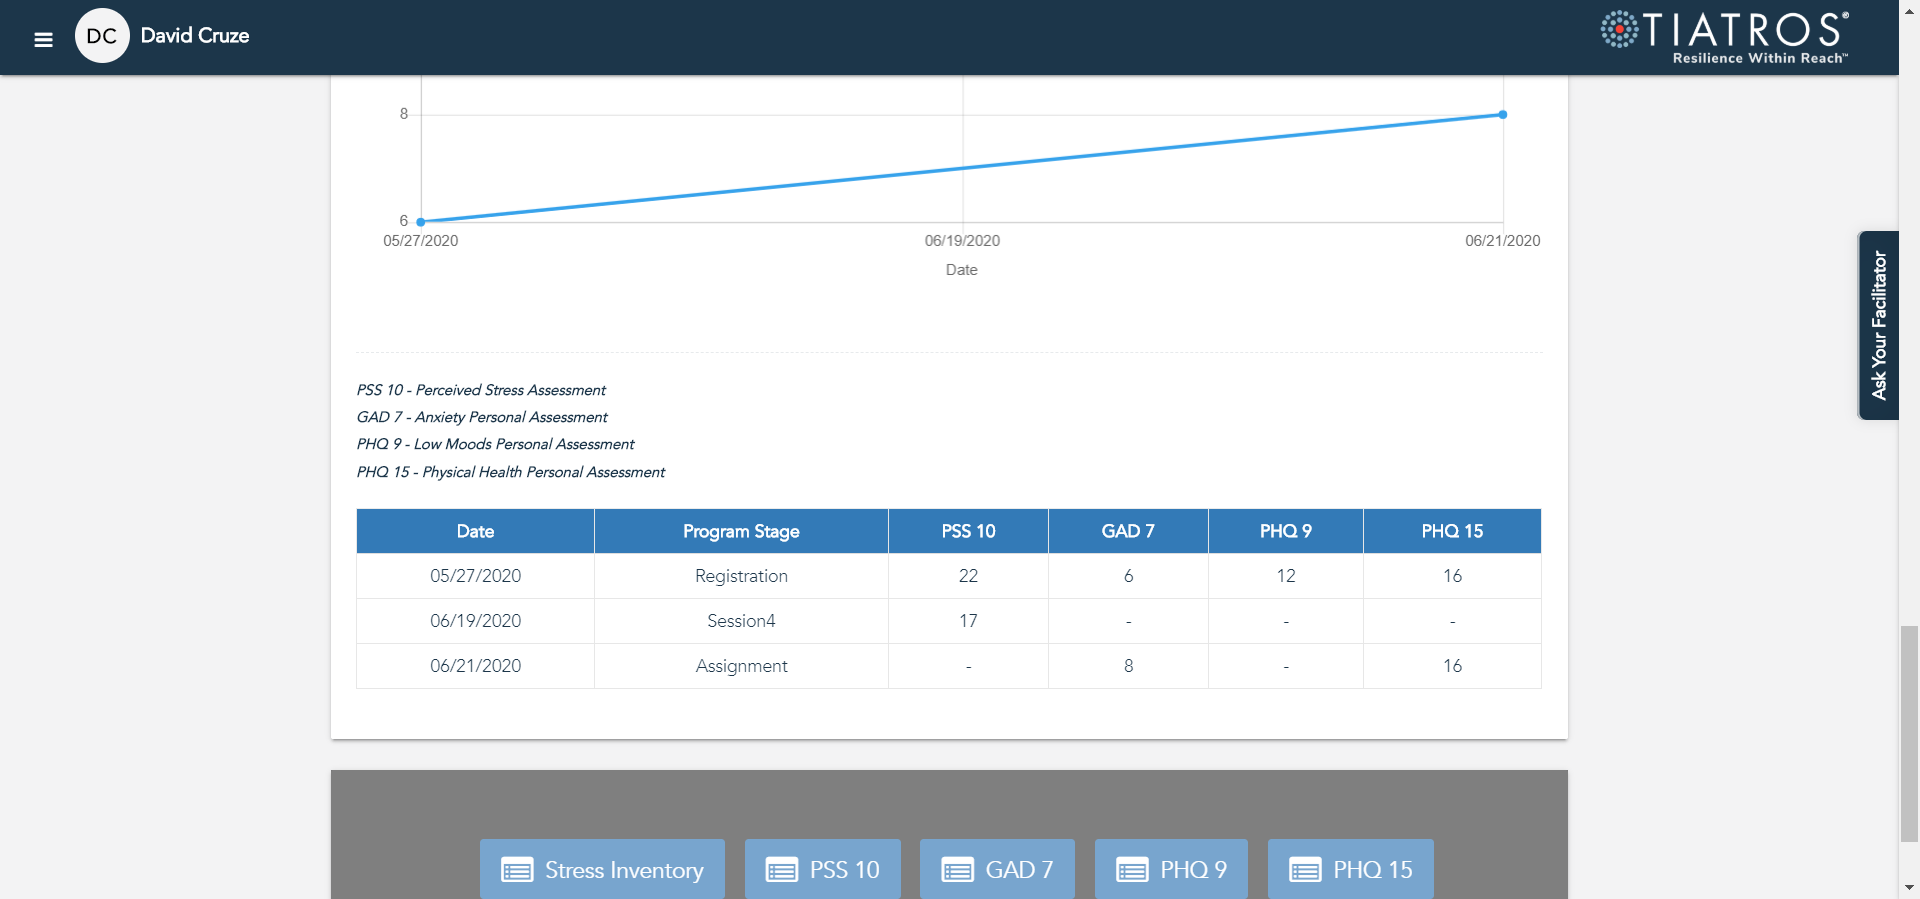 DC David Cruze
TIATROS®
Resilience Within Reach™
8
6
05/27/2020 06/19/2020 06/21/2020
Date
Ask Your Facilitator
PSS 10 - Perceived Stress Assessment
GAD 7 - Anxiety Personal Assessment
PHQ 9 - Low Moods Personal Assessment
PHQ 15 - Physical Health Personal Assessment
Date Program Stage PSS 10 GAD 7 PHQ 9 PHQ 15
05/27/2020 Registration 22 6 12 16
06/19/2020 Session4 17 - - -
06/21/2020 Assignment - 8 - 16
Stress Inventory PSS 10 GAD 7 PHQ 9 PHQ 15